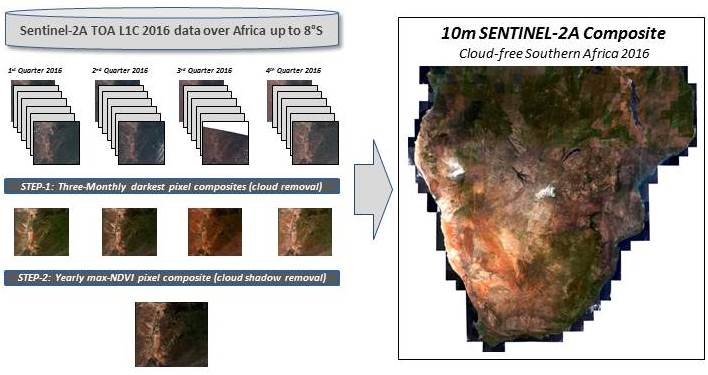 Sentinel-2A TOA L1C 2016 data over Africa up to 8°S
1st Quarter 2016 2nd Quarter 2016 3rd Quarter 2016 4th Quarter 2016
STEP-1: Three-Monthly darkest pixel composites (cloud removal)
STEP-2: Yearly max-NDVI pixel composite (cloud shadow removal)
10m SENTINEL-2A Composite
Cloud-free Southern Africa 2016